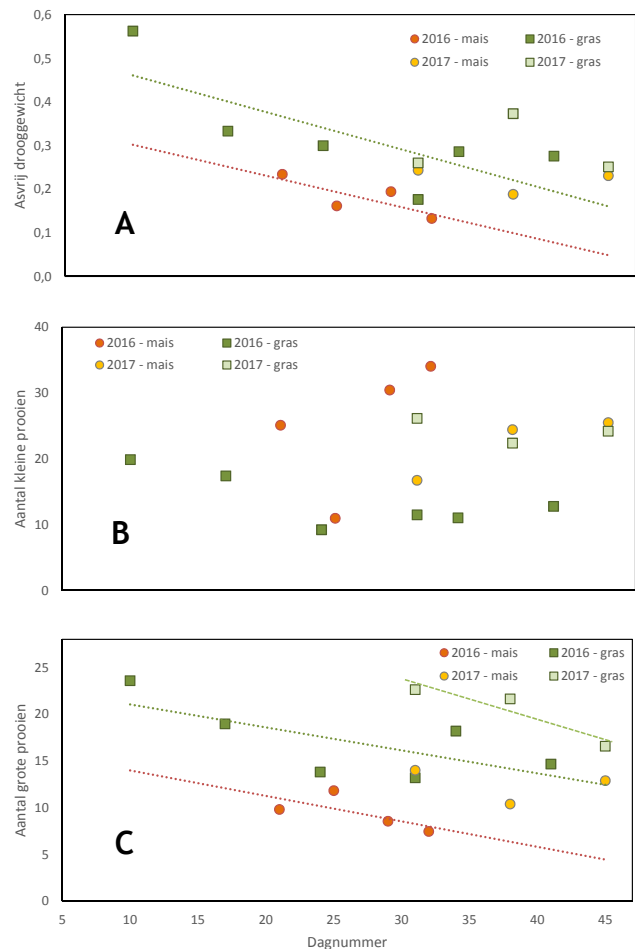 0,6
0,5
0,4
0,3
0,2
0,1
0,0
Asvrij drooggewicht
2016 - mais
2016 - gras
2017 - mais
2017 - gras
A
40
30
20
10
0
Aantal kleine prooien
2016 - mais
2016 - gras
2017 - mais
2017 - gras
B
25
20
15
10
5
0
Aantal grote prooien
2016 - mais
2016 - gras
2017 - mais
2017 - gras
C
5 10 15 20 25 30 35 40 45
Dagnummer